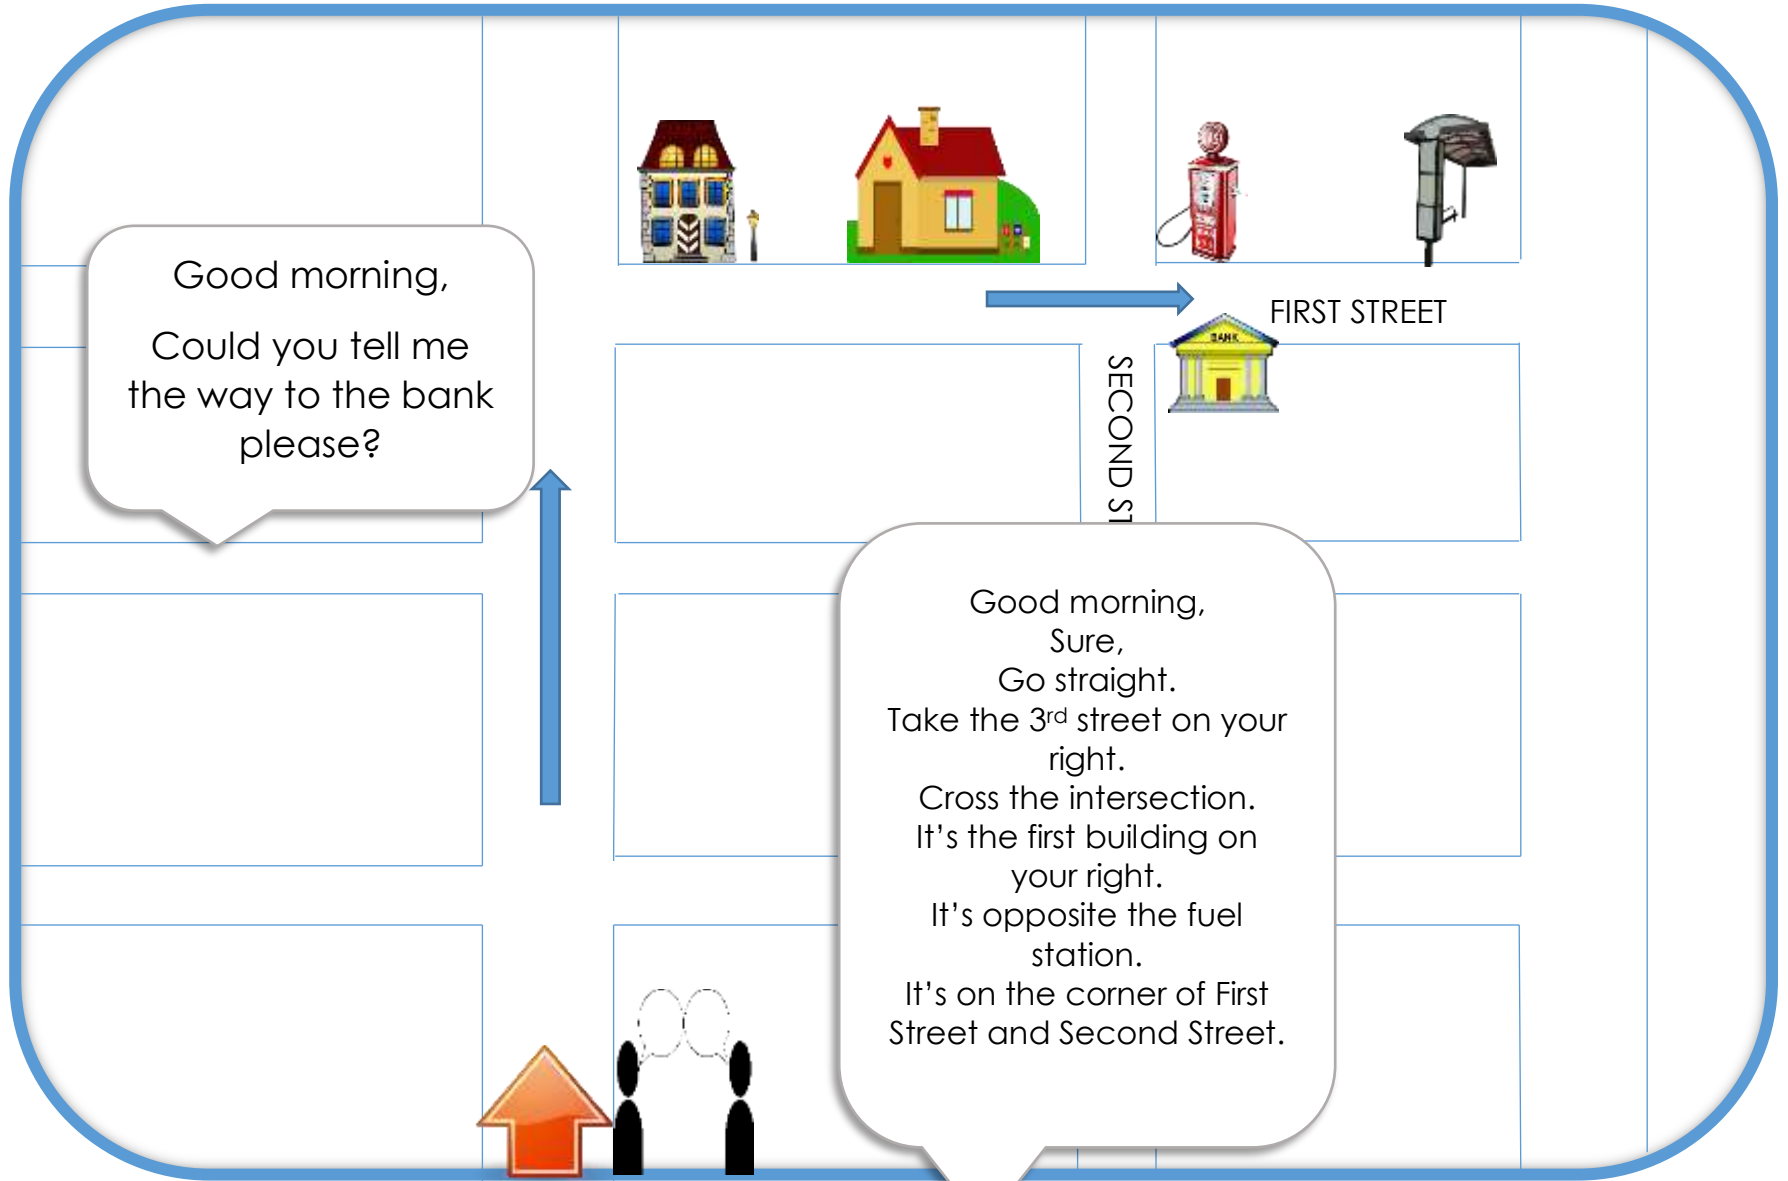 Good morning,
Could you tell me
the way to the bank
please?
BANK
FIRST STREET
SECOND ST
Good morning,
Sure,
Go straight.
Take the 3rd street on your
right.
Cross the intersection.
It’s the first building on
your right.
It’s opposite the fuel
station.
It’s on the corner of First
Street and Second Street.